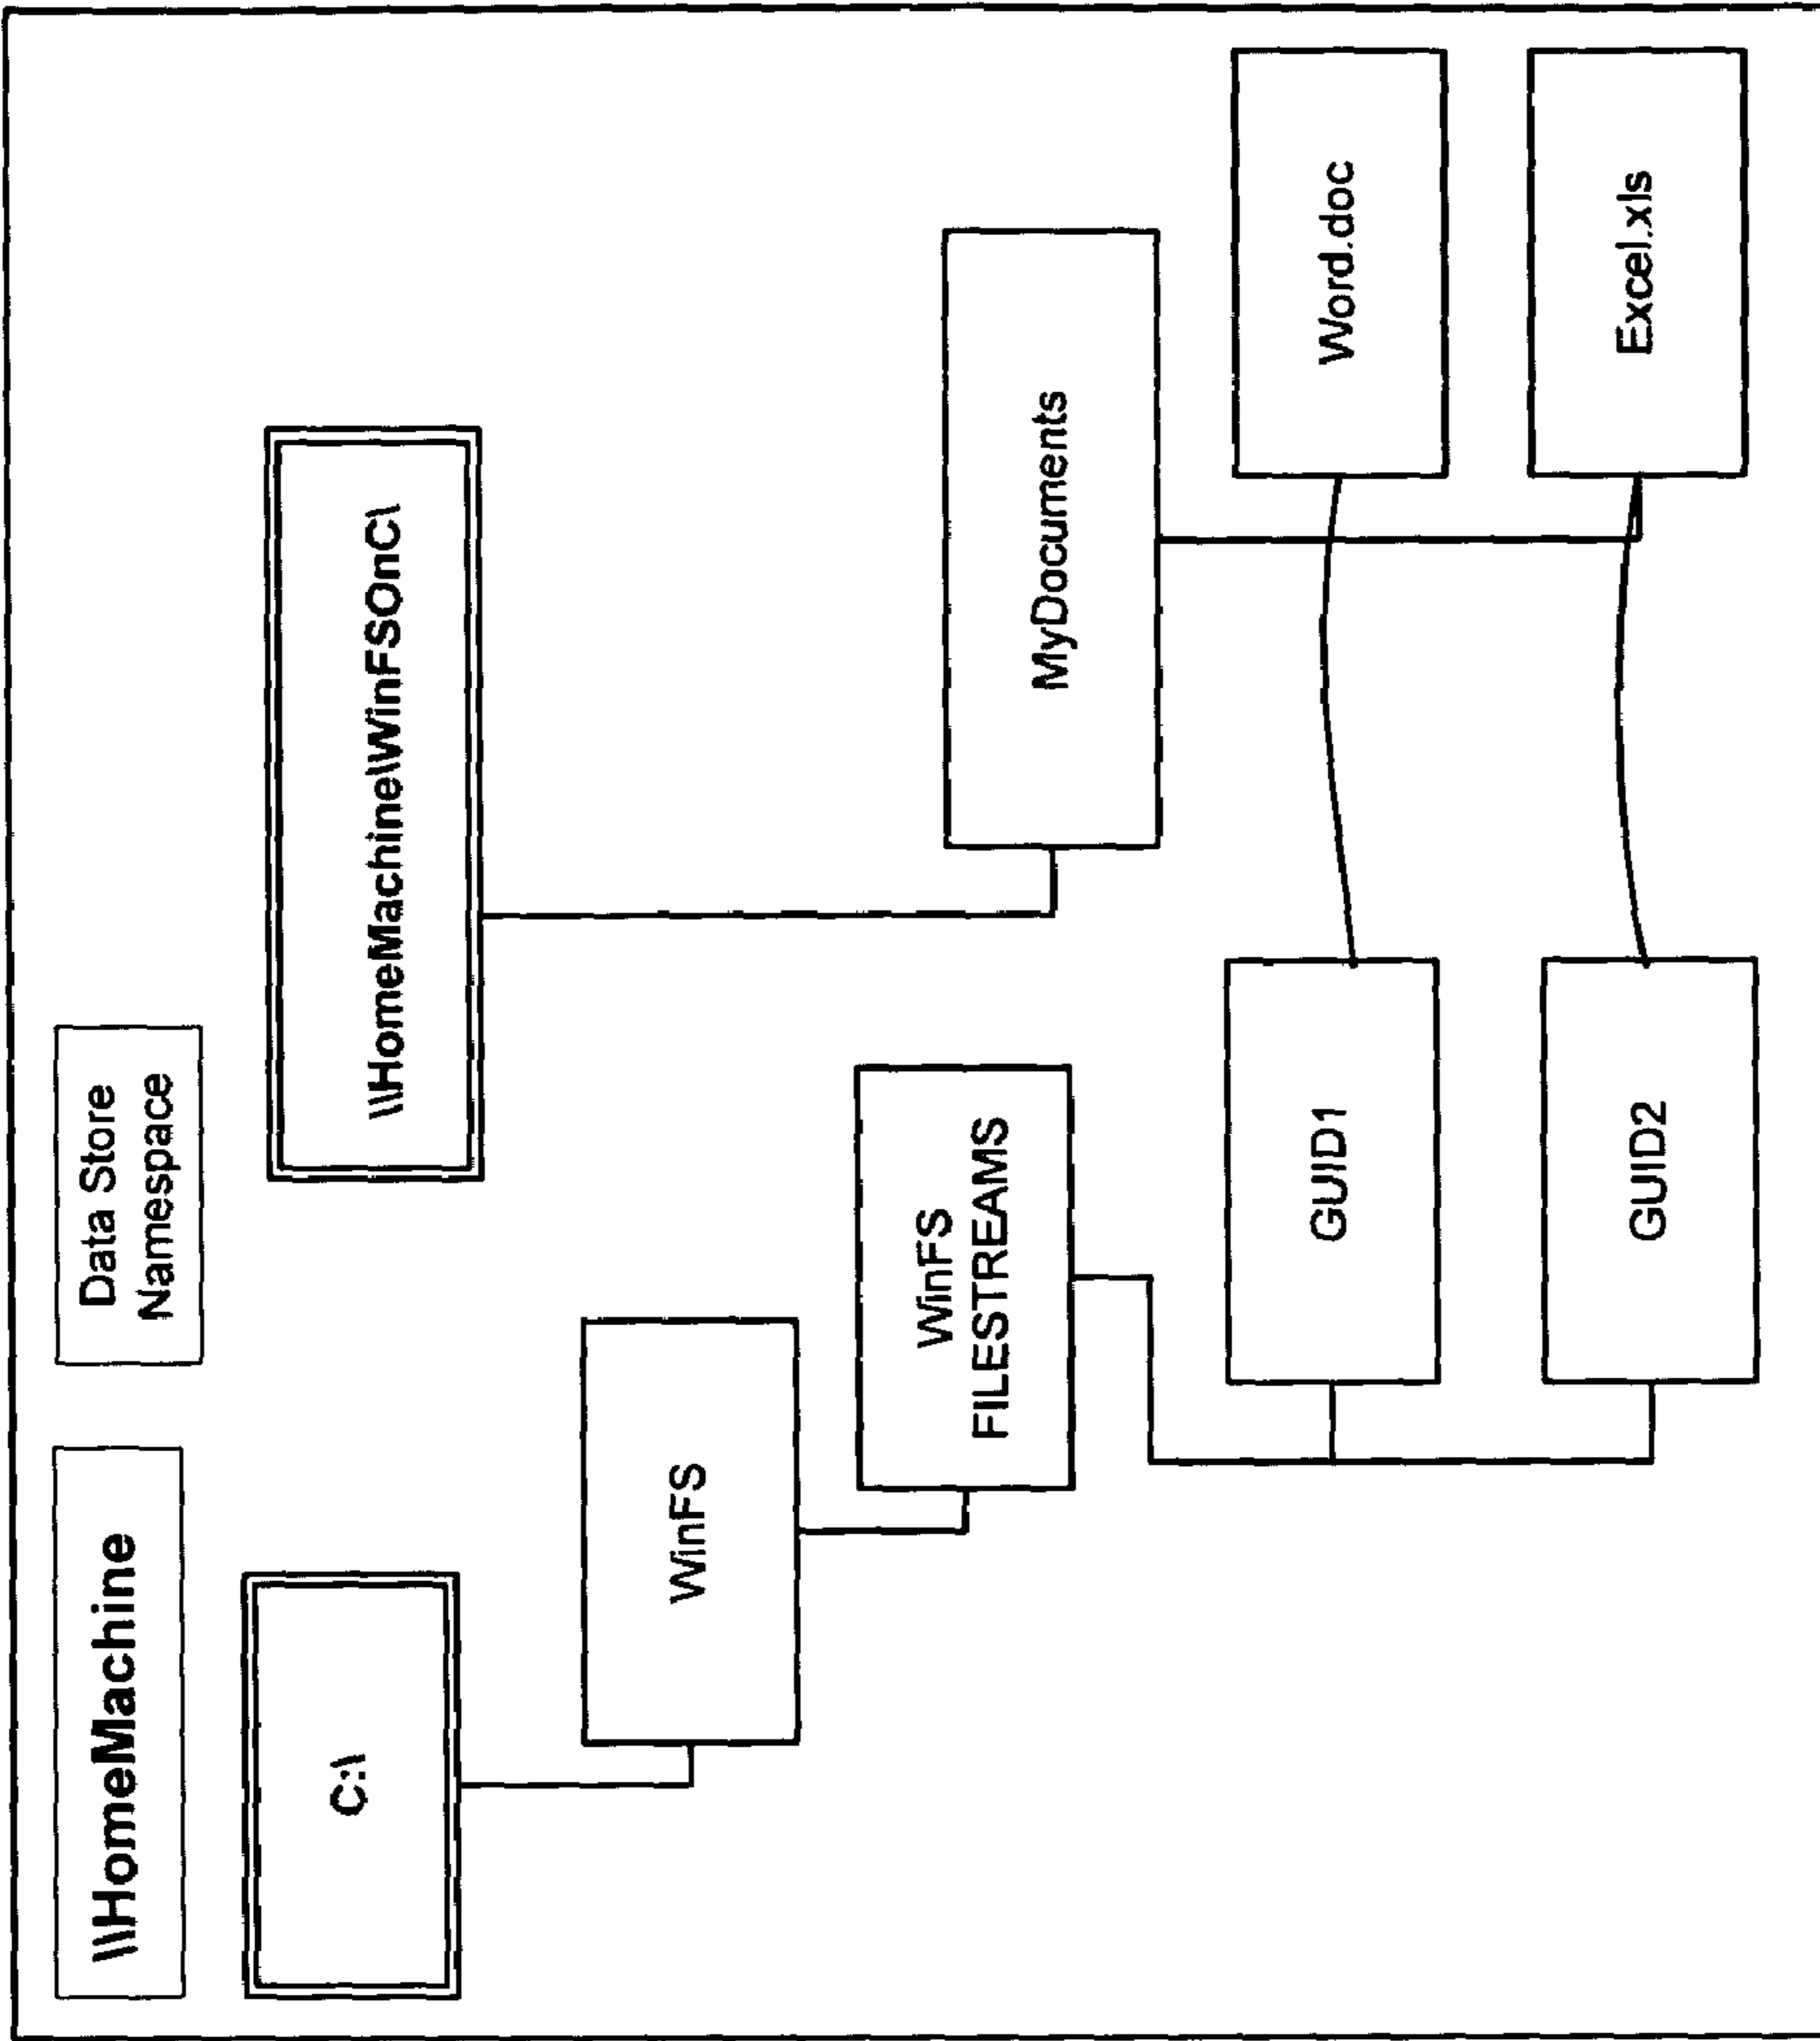 \\HomeMachine
Data Store
Namespace
C:\
\\HomeMachine\WinFSOnC\
WinFS
WinFS
FILESTREAMS
MyDocuments
GUID1
Word.doc
GUID2
Excel.xls